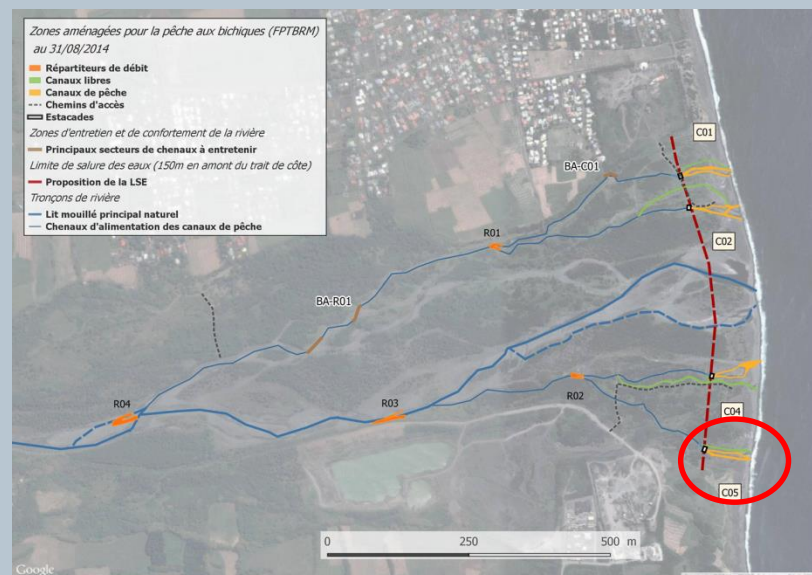 Zones aménagées pour la pêche aux bichiques (FPTBRM)
au 31/08/2014
Répartiteurs de débit
Canaux libres
Canaux de pêche
Chemins d'accès
Estacades
Zones d'entretien et de confortement de la rivière
Principaux secteurs de chenaux à entretenir
Limite de salure des eaux (150m en amont du trait de côte)
Proposition de la LSE
Tronçons de rivière
Lit mouillé principal naturel
Chenaux d'alimentation des canaux de pêche
C01
BA-C01
R01
C02
BA-R01
R04
R03
R02
C04
C05
0 250 500 m
Google